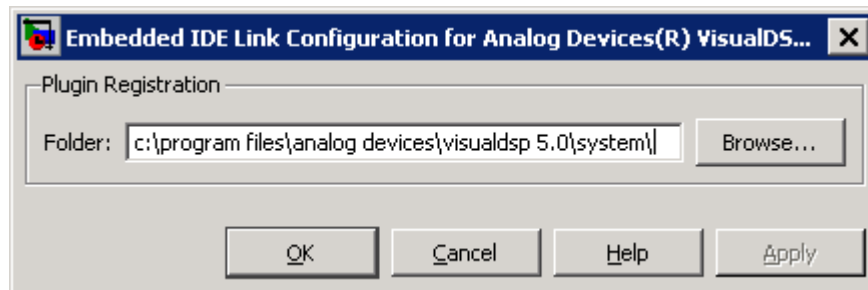 Embedded IDE Link Configuration for Analog Devices(R) VisualDS...
Plugin Registration
Folder: c:\program files\analog devices\visualdsp 5.0\system\ Browse...
OK Cancel Help Apply